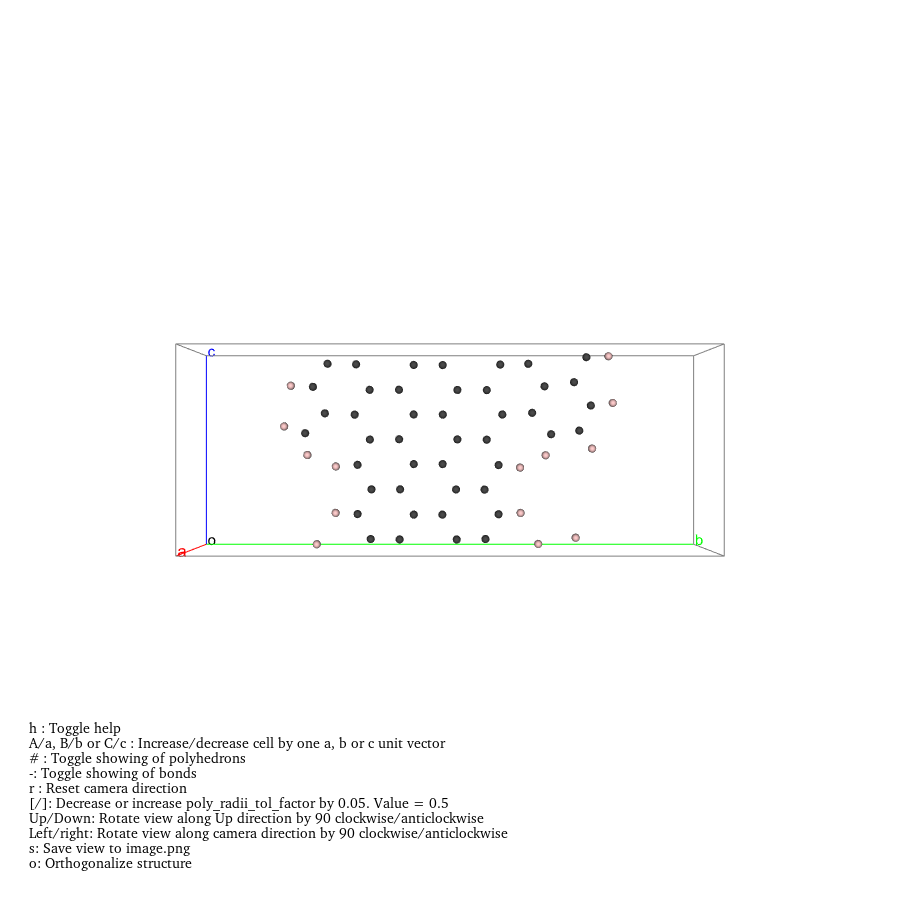 c
a
o
b
h : Toggle help
A/a, B/b or C/c : Increase/decrease cell by one a, b or c unit vector
# : Toggle showing of polyhedrons
-: Toggle showing of bonds
r : Reset camera direction
[/]: Decrease or increase poly_radii_tol_factor by 0.05. Value = 0.5
Up/Down: Rotate view along Up direction by 90 clockwise/anticlockwise
Left/right: Rotate view along camera direction by 90 clockwise/anticlockwise
s: Save view to image.png
o: Orthogonalize structure